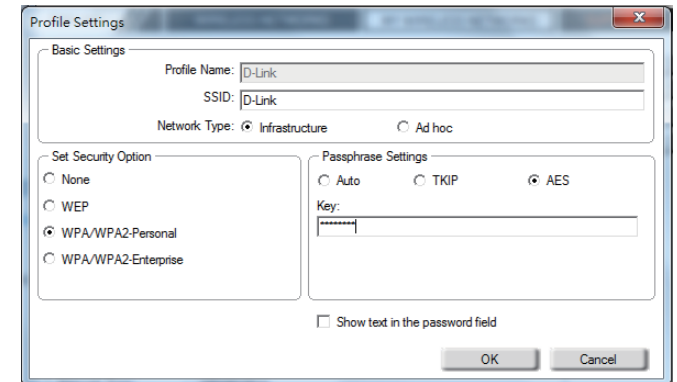 Profile Settings
Basic Settings
Profile Name: D-Link
SSID: D-Link
Network Type: Infrastructure Ad hoc
Set Security Option
None
WEP
WPA/WPA2-Personal
WPA/WPA2-Enterprise
Passphrase Settings
Auto TKIP AES
Key:
********
Show text in the password field
OK Cancel